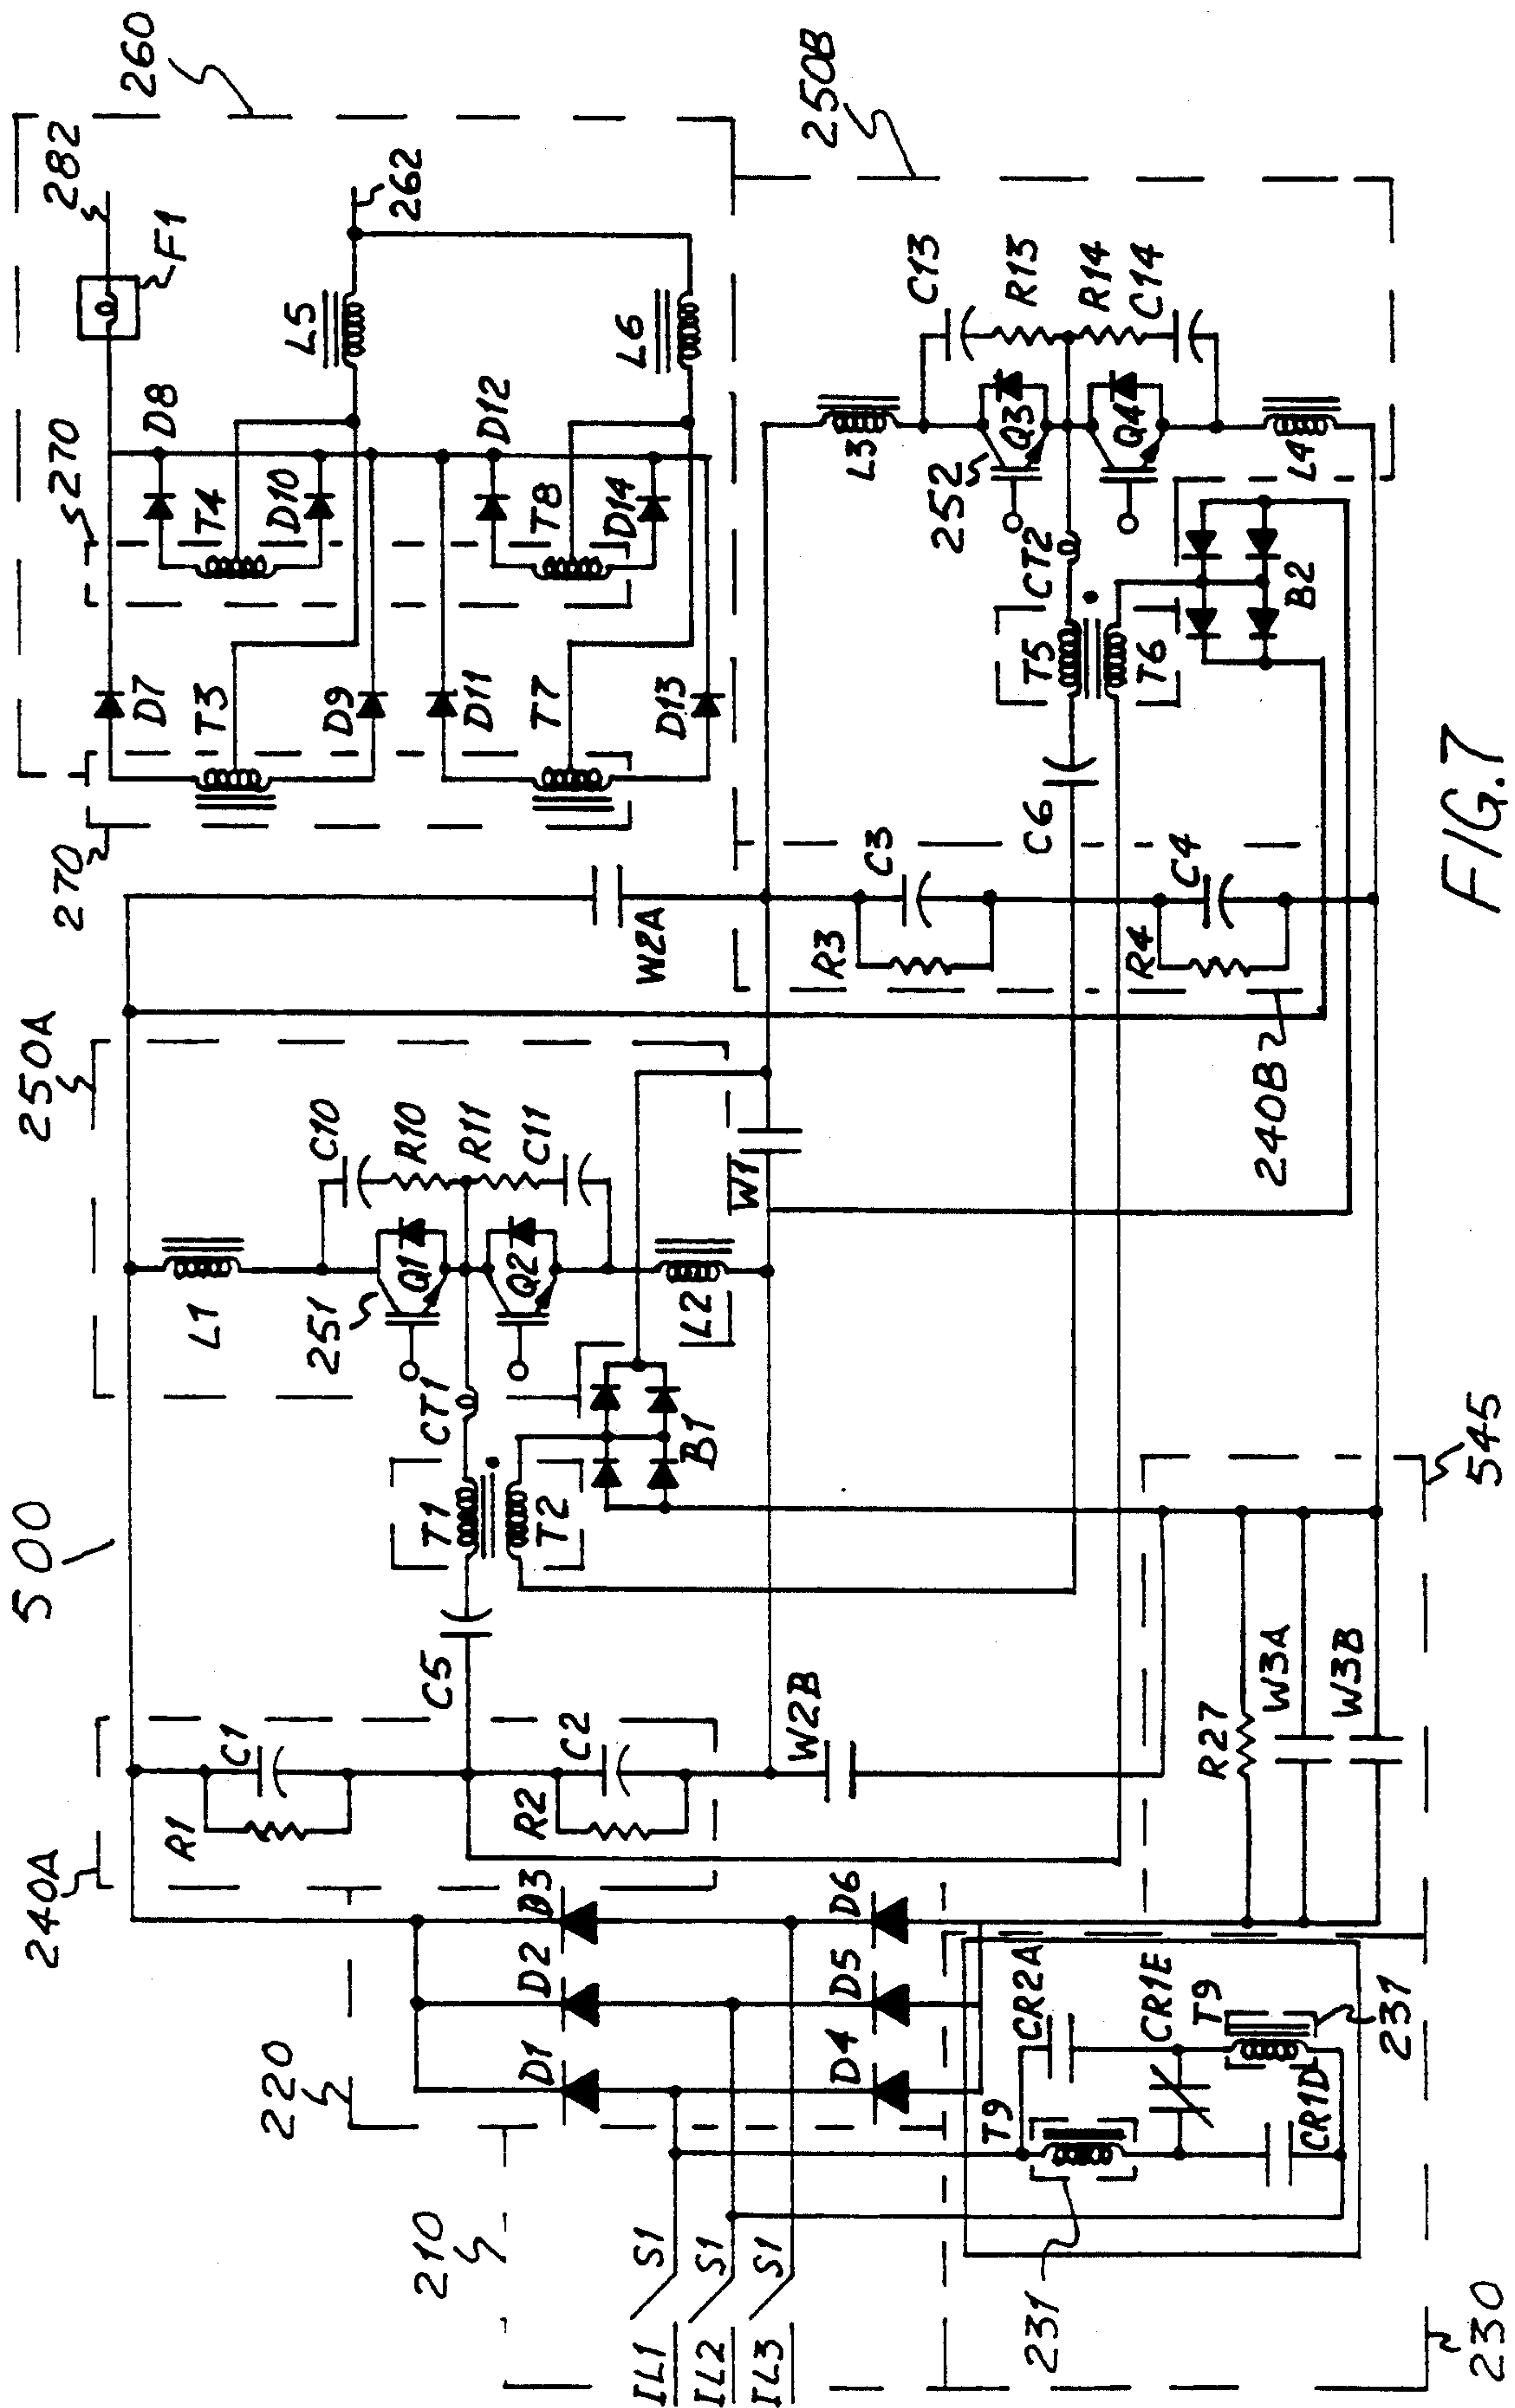 500
260
282
F1
262
270
D8
T4
D10
D12
T8
D14
L5
L6
D7
T3
D9
D11
T7
D13
270
250B
C13
R13
R14
C14
L3
252
Q3
Q4
L4
CT2
T5
T6
B2
C6
C3
R3
C4
R4
240B
W2A
250A
C10
R10
R11
C11
L1
251
Q1
Q2
L2
W1
CT1
T1
T2
B1
C5
240A
C1
R1
C2
R2
W2B
545
R27
W3A
W3B
220
D1
D2
D3
D4
D5
D6
210
S1
S1
S1
IL1
IL2
IL3
CR2A
CR1E
T9
231
T9
CR1D
231
230
FIG.7